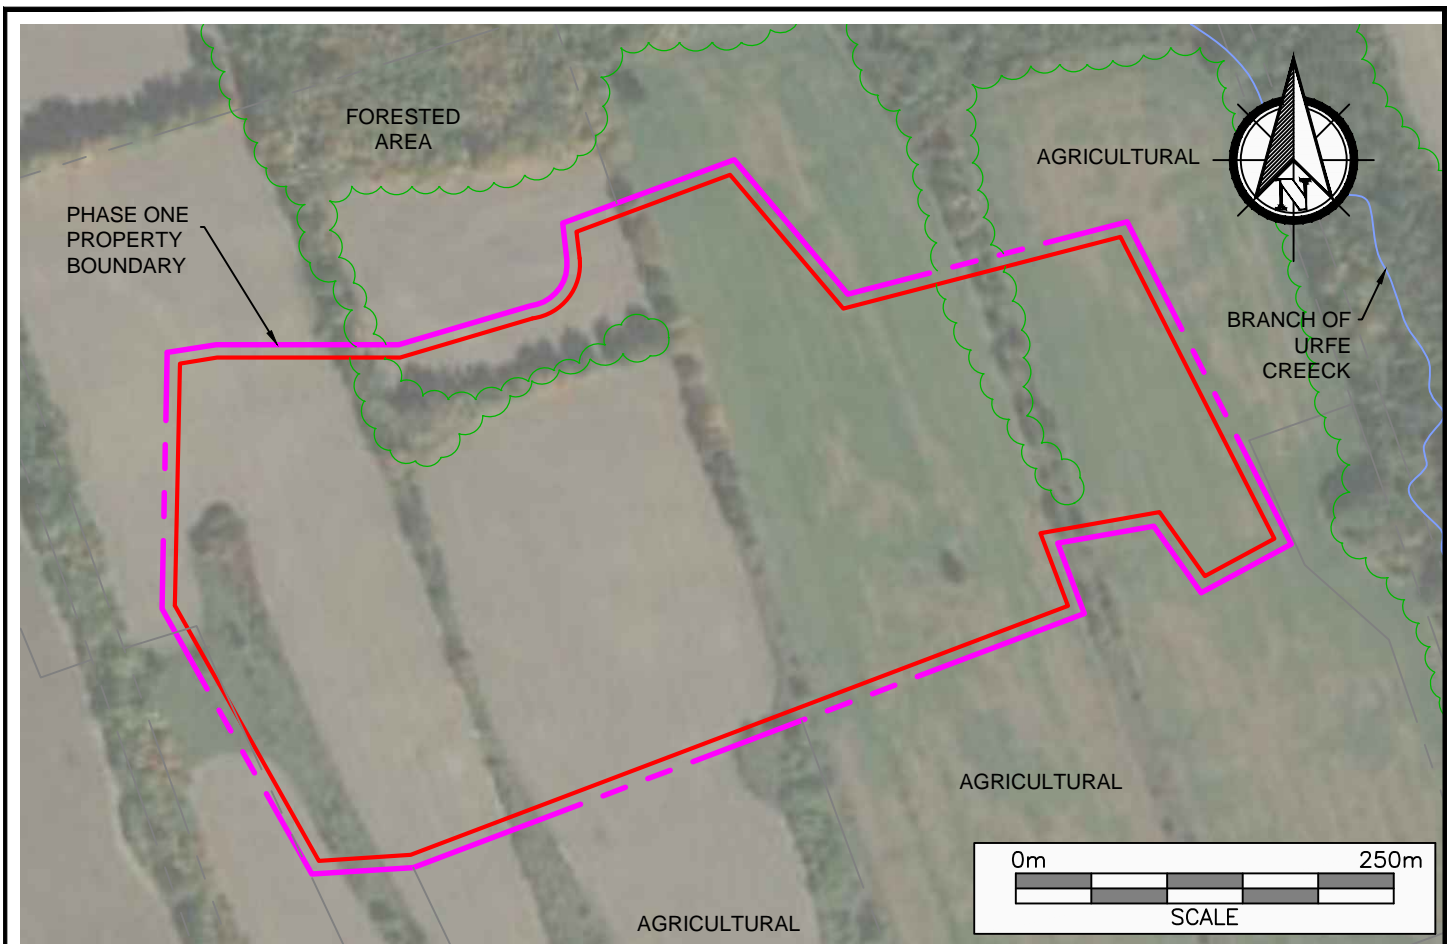 FORESTED
AREA
AGRICULTURAL
N
PHASE ONE
PROPERTY
BOUNDARY
BRANCH OF
URFE
CREECK
AGRICULTURAL
0m 250m
SCALE
AGRICULTURAL